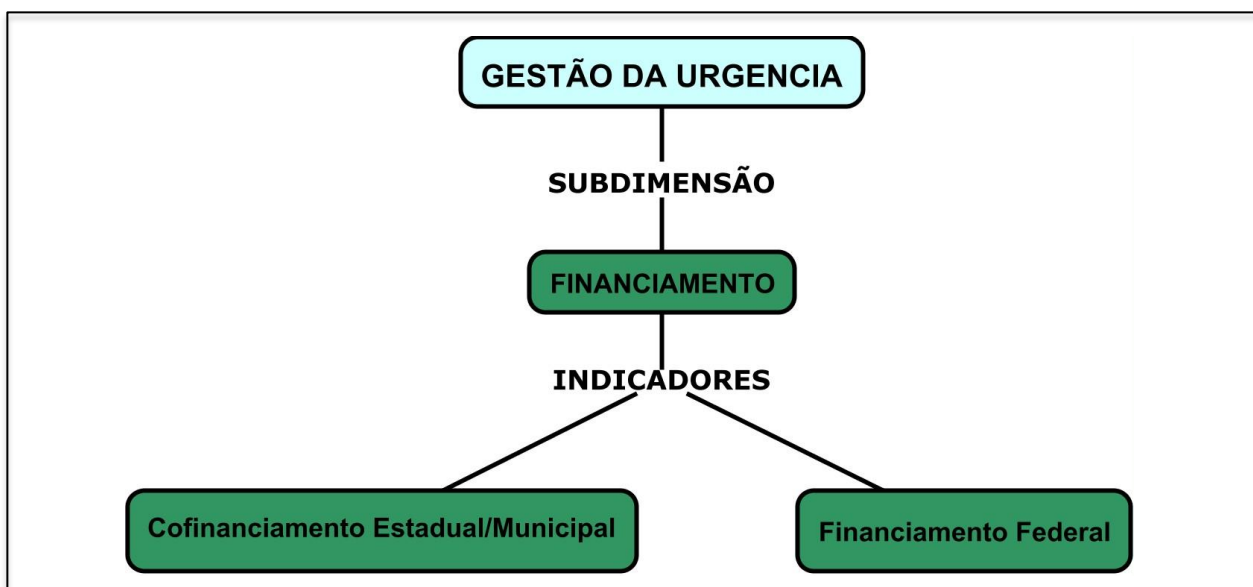 GESTÃO DA URGENCIA
SUBDIMENSÃO
FINANCIAMENTO
INDICADORES
Cofinanciamento Estadual/Municipal
Financiamento Federal